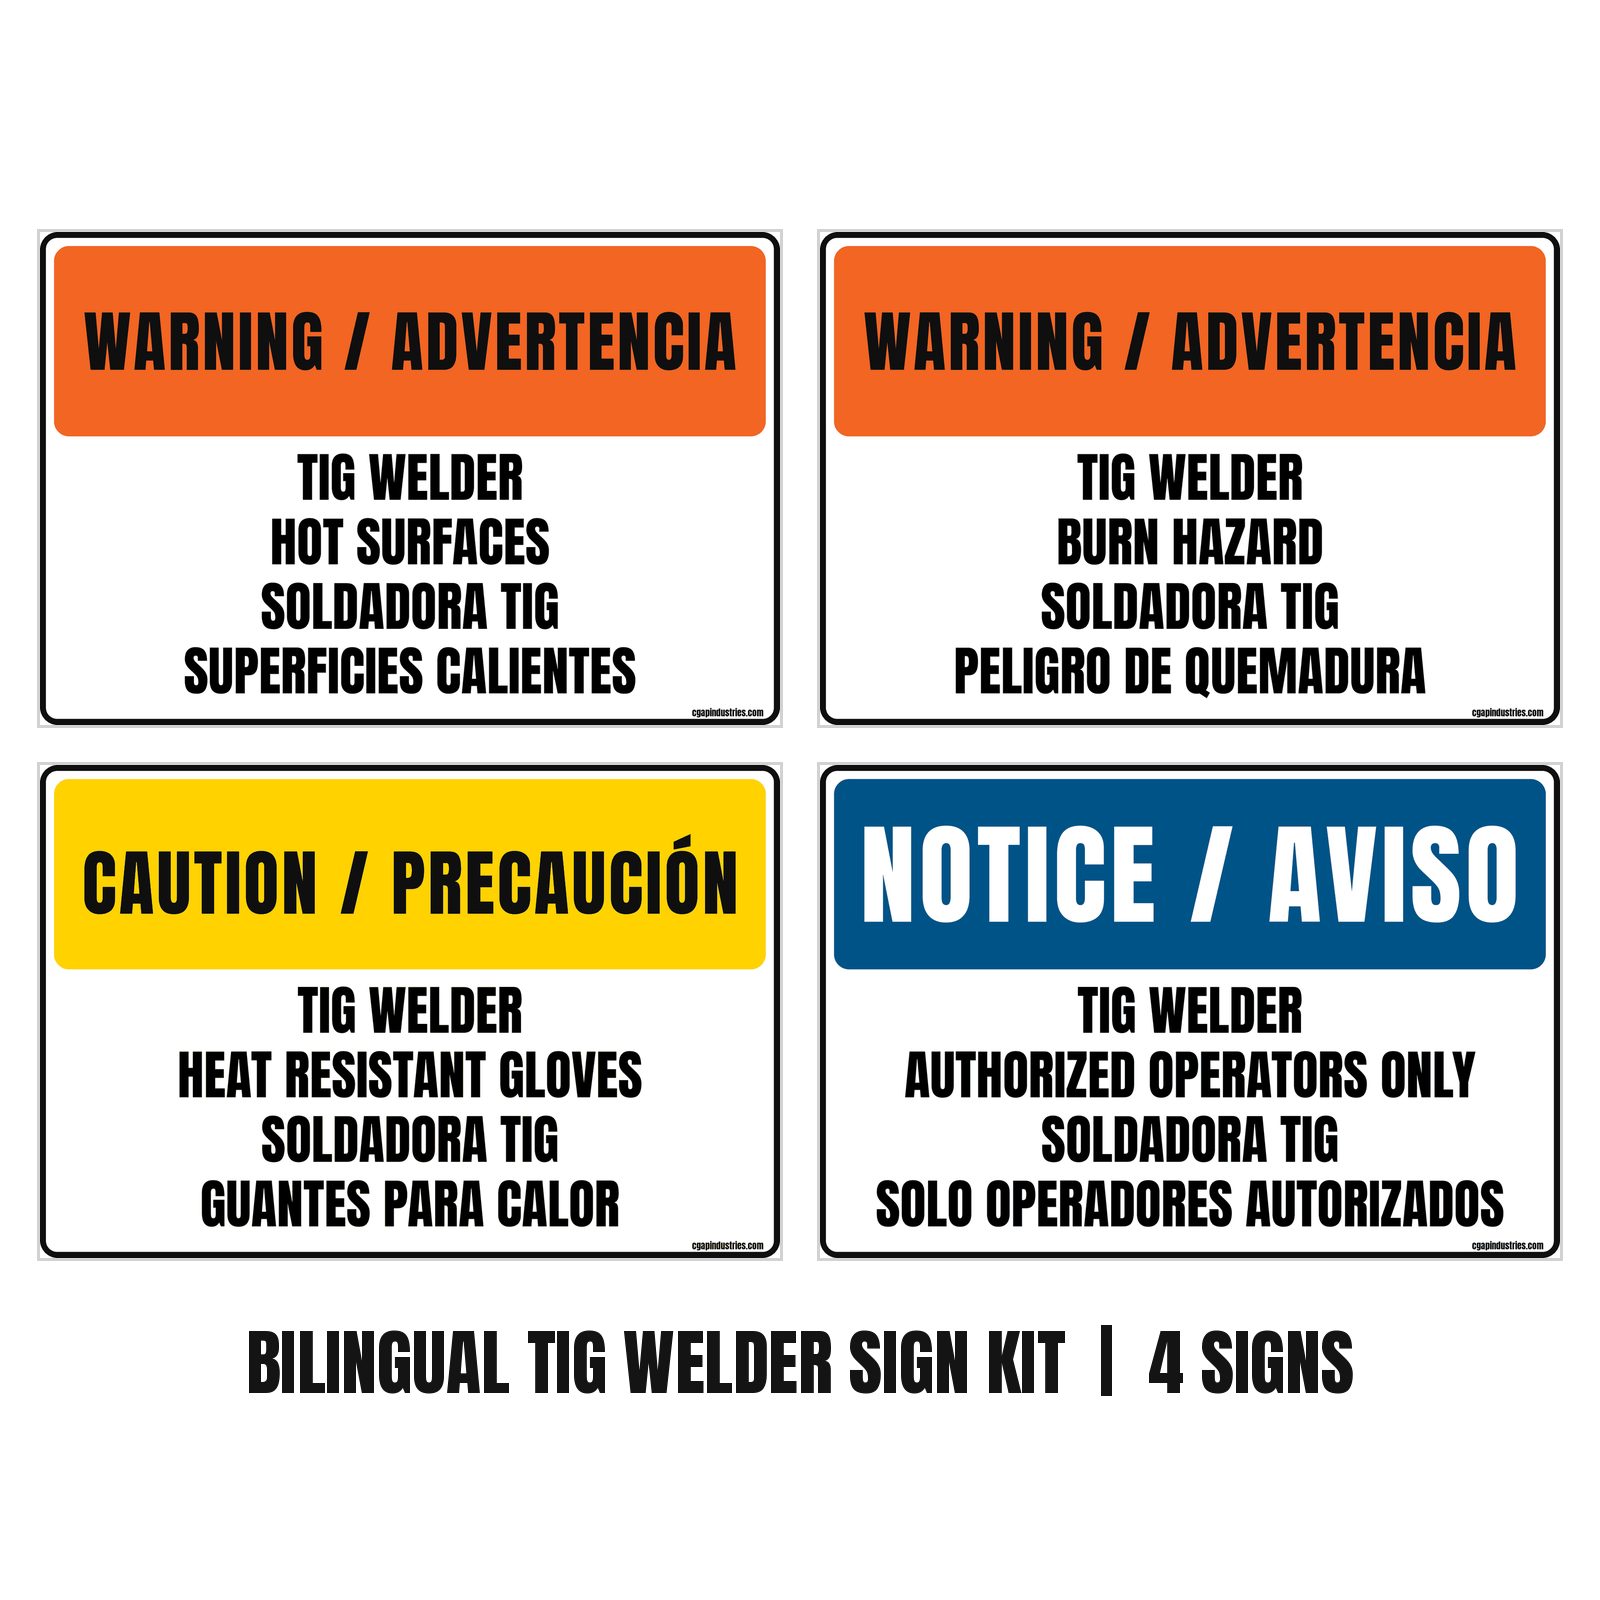 WARNING / ADVERTENCIA
TIG WELDER
HOT SURFACES
SOLDADORA TIG
SUPERFICIES CALIENTES
cgapindustries.com
WARNING / ADVERTENCIA
TIG WELDER
BURN HAZARD
SOLDADORA TIG
PELIGRO DE QUEMADURA
cgapindustries.com
CAUTION / PRECAUCIÓN
TIG WELDER
HEAT RESISTANT GLOVES
SOLDADORA TIG
GUANTES PARA CALOR
cgapindustries.com
NOTICE / AVISO
TIG WELDER
AUTHORIZED OPERATORS ONLY
SOLDADORA TIG
SOLO OPERADORES AUTORIZADOS
cgapindustries.com
BILINGUAL TIG WELDER SIGN KIT | 4 SIGNS